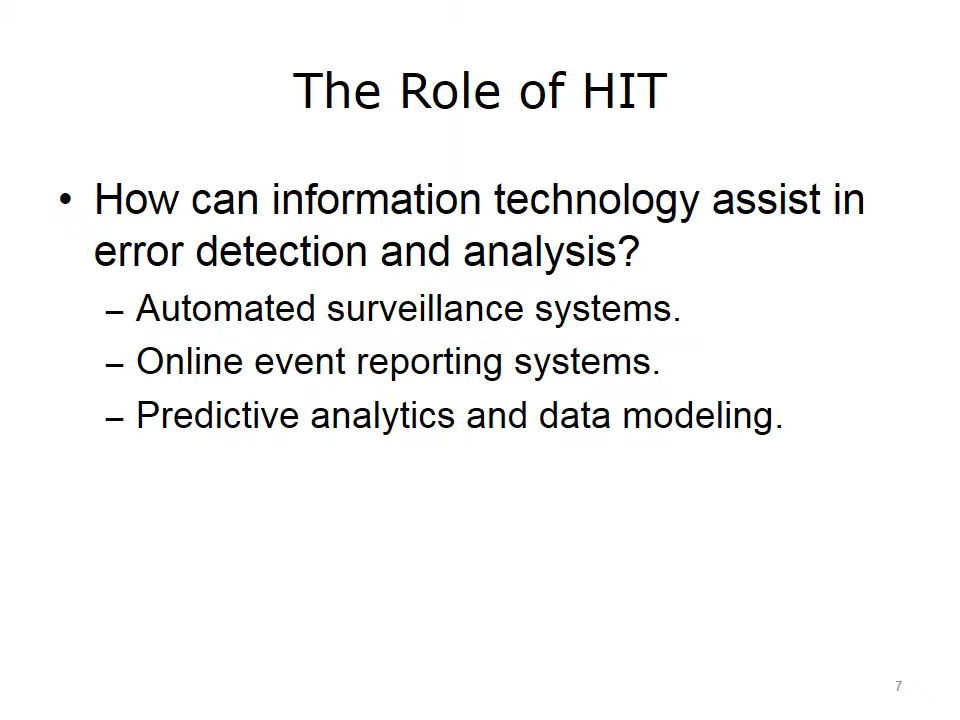 The Role of HIT
• How can information technology assist in
error detection and analysis?
– Automated surveillance systems.
– Online event reporting systems.
– Predictive analytics and data modeling.
7